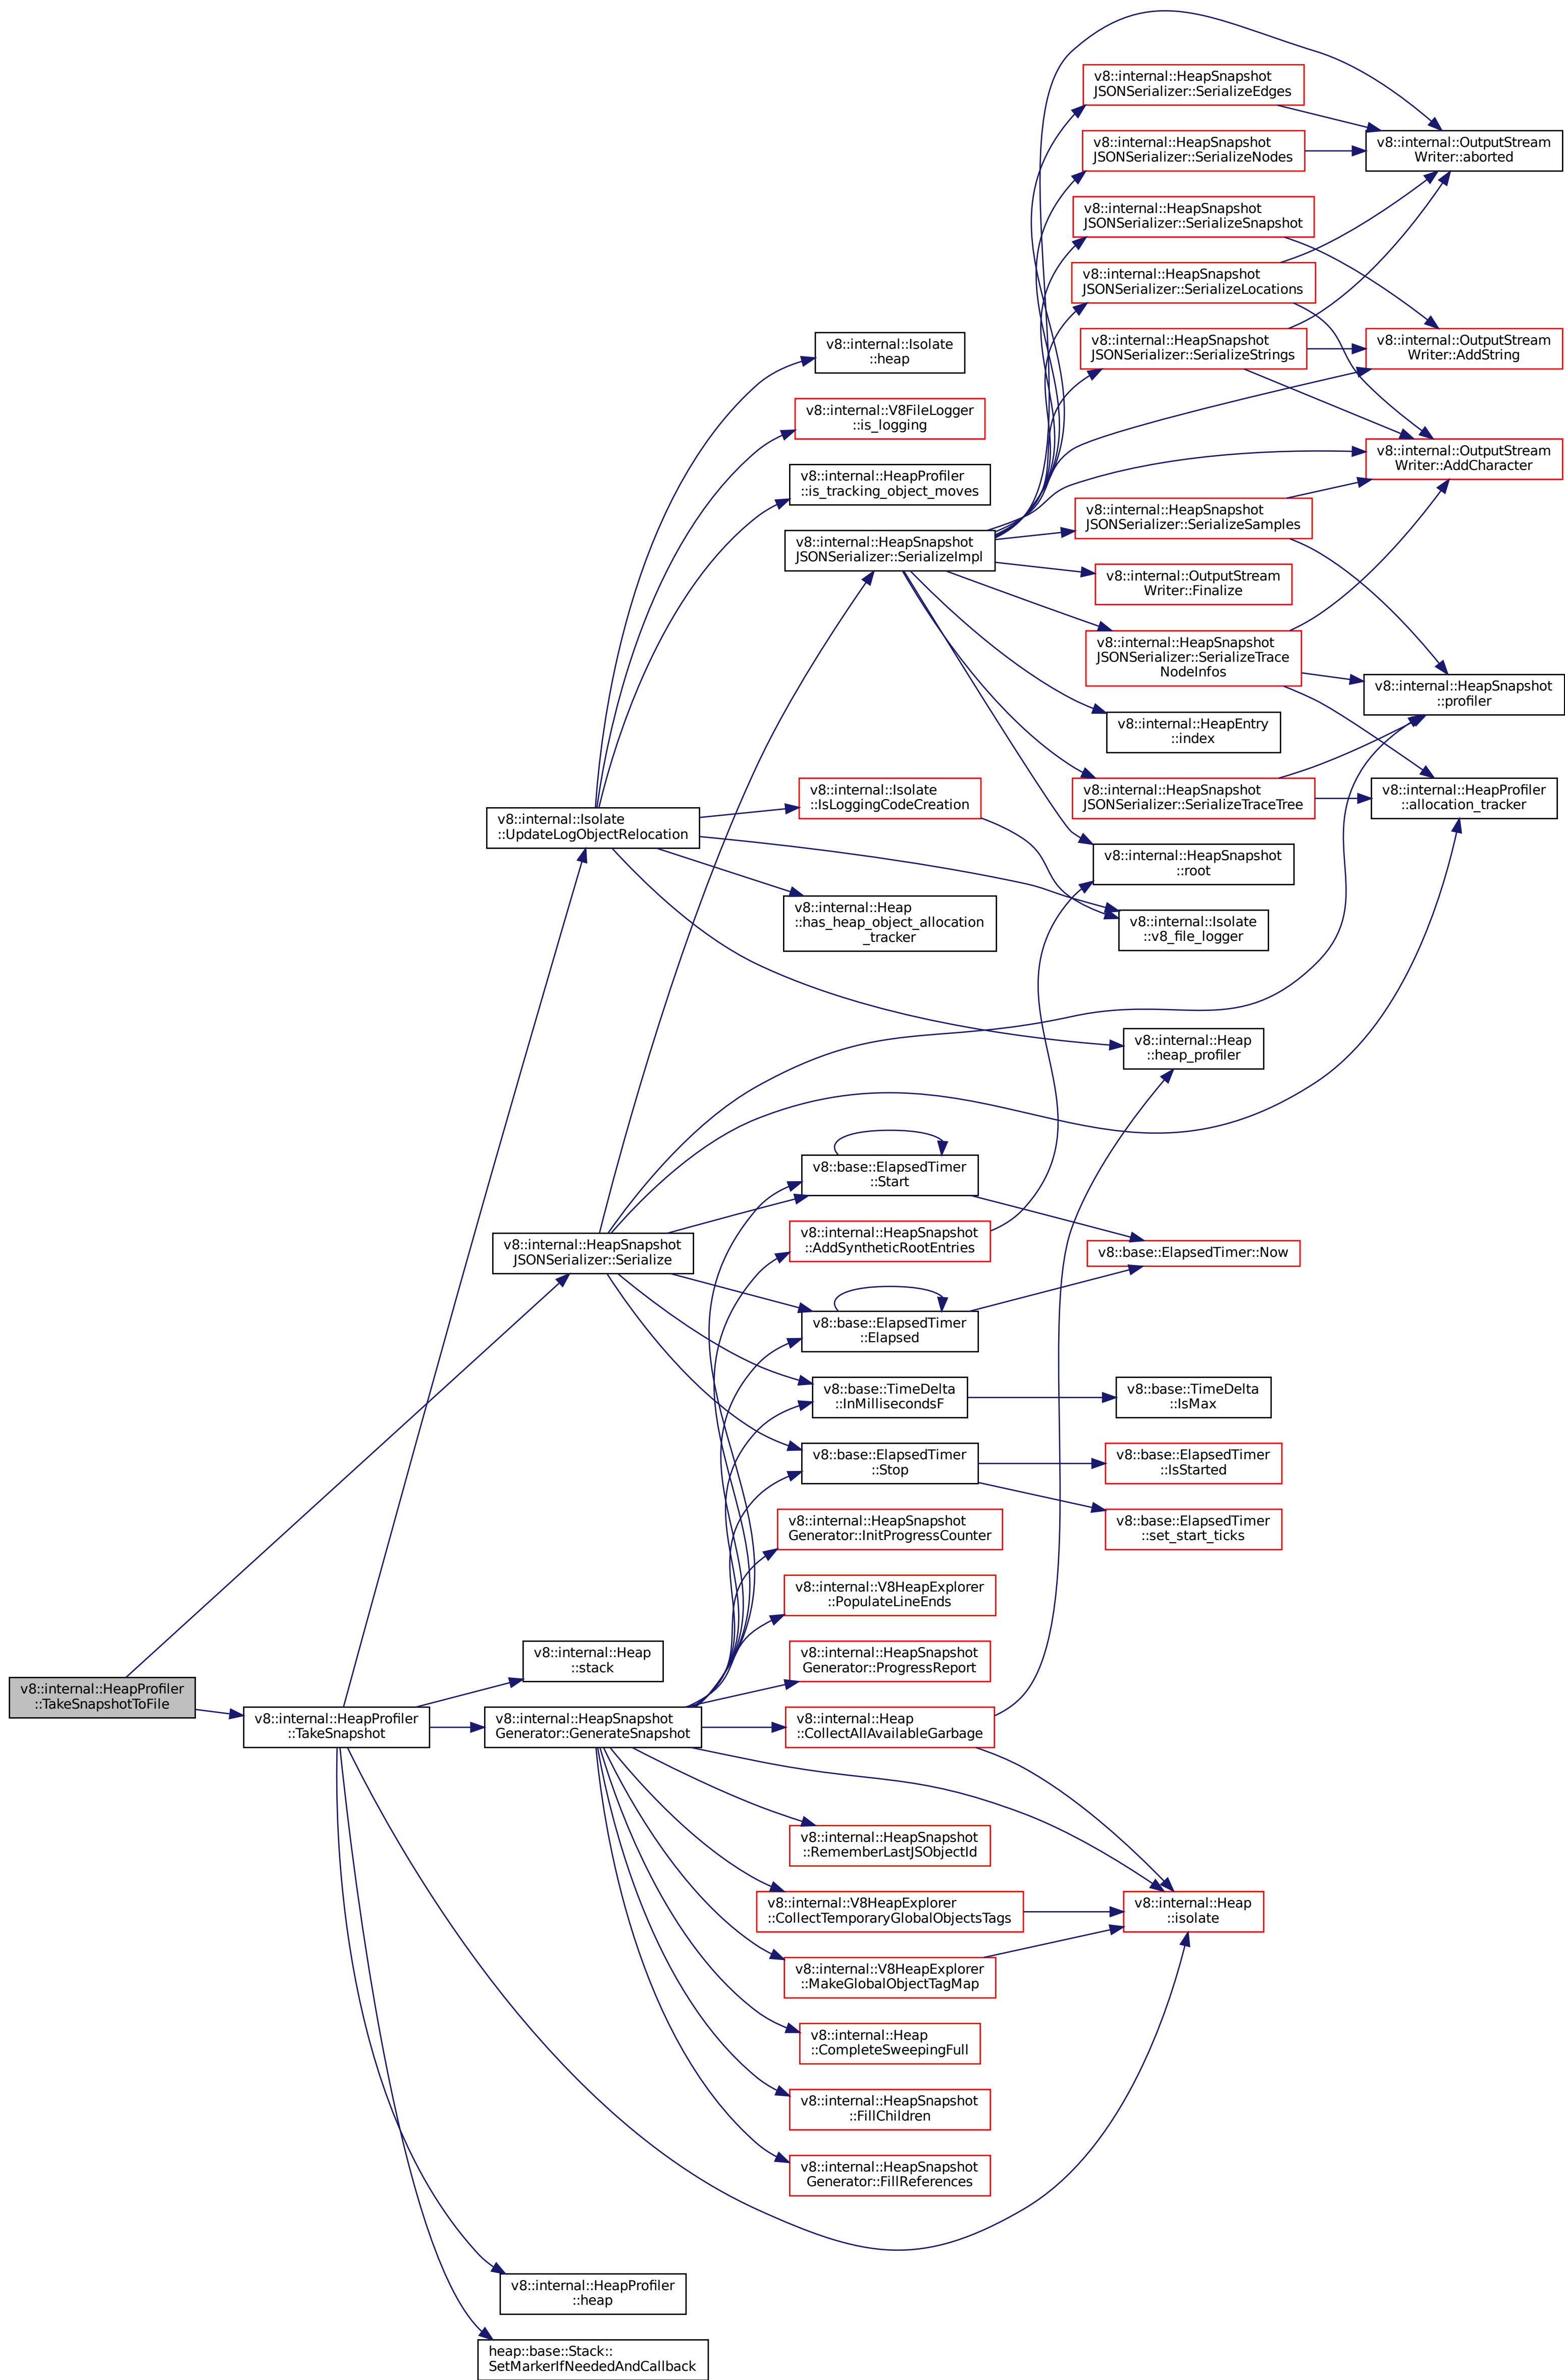 v8::internal::HeapSnapshot
JSONSerializer::SerializeEdges
v8::internal::OutputStream
Writer::aborted
v8::internal::HeapSnapshot
JSONSerializer::SerializeNodes
v8::internal::HeapSnapshot
JSONSerializer::SerializeSnapshot
v8::internal::HeapSnapshot
JSONSerializer::SerializeLocations
v8::internal::Isolate
::heap
v8::internal::HeapSnapshot
JSONSerializer::SerializeStrings
v8::internal::OutputStream
Writer::AddString
v8::internal::V8FileLogger
::is_logging
v8::internal::OutputStream
Writer::AddCharacter
v8::internal::HeapProfiler
::is_tracking_object_moves
v8::internal::HeapSnapshot
JSONSerializer::SerializeSamples
v8::internal::HeapSnapshot
JSONSerializer::SerializeImpl
v8::internal::OutputStream
Writer::Finalize
v8::internal::HeapSnapshot
JSONSerializer::SerializeTrace
NodeInfos
v8::internal::HeapSnapshot
::profiler
v8::internal::HeapEntry
::index
v8::internal::Isolate
::IsLoggingCodeCreation
v8::internal::HeapSnapshot
JSONSerializer::SerializeTraceTree
v8::internal::HeapProfiler
::allocation_tracker
v8::internal::Isolate
::UpdateLogObjectRelocation
v8::internal::HeapSnapshot
::root
v8::internal::Heap
::has_heap_object_allocation
_tracker
v8::internal::Isolate
::v8_file_logger
v8::internal::Heap
::heap_profiler
v8::base::ElapsedTimer
::Start
v8::internal::HeapSnapshot
JSONSerializer::Serialize
v8::internal::HeapSnapshot
::AddSyntheticRootEntries
v8::base::ElapsedTimer::Now
v8::base::ElapsedTimer
::Elapsed
v8::base::TimeDelta
::InMillisecondsF
v8::base::TimeDelta
::IsMax
v8::base::ElapsedTimer
::Stop
v8::base::ElapsedTimer
::IsStarted
v8::internal::HeapSnapshot
Generator::InitProgressCounter
v8::base::ElapsedTimer
::set_start_ticks
v8::internal::V8HeapExplorer
::PopulateLineEnds
v8::internal::Heap
::stack
v8::internal::HeapSnapshot
Generator::ProgressReport
v8::internal::HeapProfiler
::TakeSnapshotToFile
v8::internal::HeapProfiler
::TakeSnapshot
v8::internal::HeapSnapshot
Generator::GenerateSnapshot
v8::internal::Heap
::CollectAllAvailableGarbage
v8::internal::HeapSnapshot
::RememberLastJSObjectId
v8::internal::V8HeapExplorer
::CollectTemporaryGlobalObjectsTags
v8::internal::Heap
::isolate
v8::internal::V8HeapExplorer
::MakeGlobalObjectTagMap
v8::internal::Heap
::CompleteSweepingFull
v8::internal::HeapSnapshot
::FillChildren
v8::internal::HeapSnapshot
Generator::FillReferences
v8::internal::HeapProfiler
::heap
heap::base::Stack::
SetMarkerIfNeededAndCallback